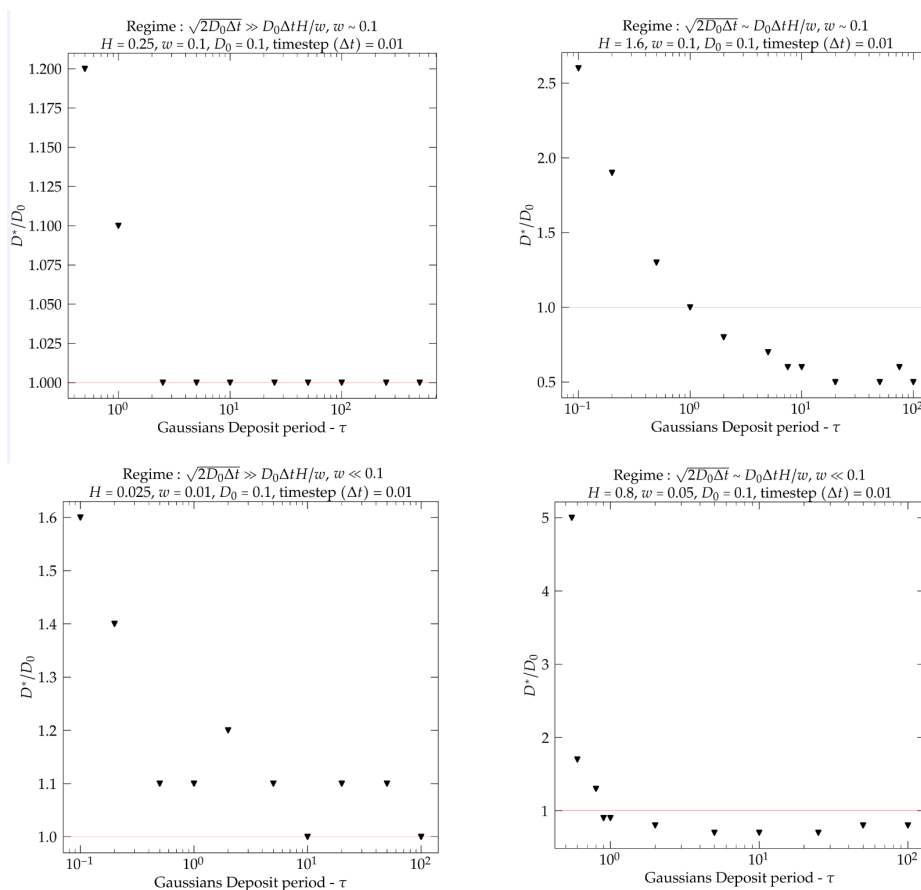 Regime : √2D₀Δt ≫ D₀ΔtH/w, w ~ 0.1
H = 0.25, w = 0.1, D₀ = 0.1, timestep (Δt) = 0.01
1.200
1.175
1.150
1.125
1.100
1.075
1.050
1.025
1.000
D*/D₀
10⁰
10¹
10²
Gaussians Deposit period - τ
Regime : √2D₀Δt ~ D₀ΔtH/w, w ~ 0.1
H = 1.6, w = 0.1, D₀ = 0.1, timestep (Δt) = 0.01
2.5
2.0
1.5
1.0
0.5
D*/D₀
10⁻¹
10⁰
10¹
10²
Gaussians Deposit period - τ
Regime : √2D₀Δt ≫ D₀ΔtH/w, w ≪ 0.1
H = 0.025, w = 0.01, D₀ = 0.1, timestep (Δt) = 0.01
1.6
1.5
1.4
1.3
1.2
1.1
1.0
D*/D₀
10⁻¹
10⁰
10¹
10²
Gaussians Deposit period - τ
Regime : √2D₀Δt ~ D₀ΔtH/w, w ≪ 0.1
H = 0.8, w = 0.05, D₀ = 0.1, timestep (Δt) = 0.01
5
4
3
2
1
D*/D₀
10⁰
10¹
10²
Gaussians Deposit period - τ